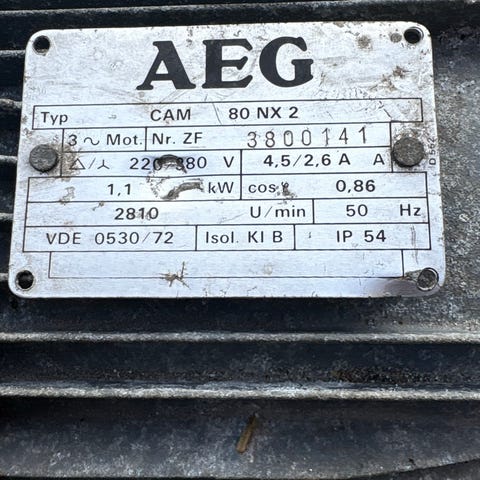 AEG
Typ CAM 80 NX 2
3 ~ Mot. Nr. ZF 3800141
△/⅄ 220 380 V 4,5/2,6 A A
1,1 kW cos φ 0,86
2810 U/min 50 Hz
VDE 0530/72 Isol. Kl B IP 54